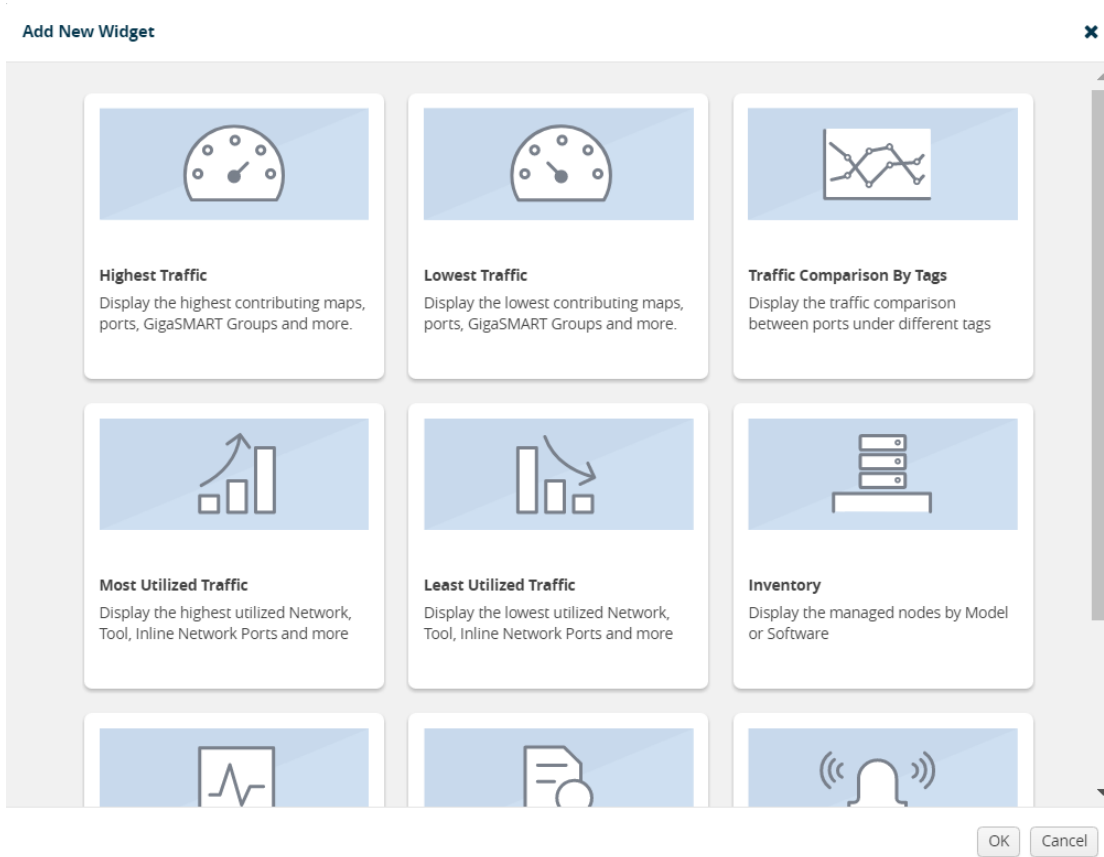 Add New Widget
Highest Traffic
Display the highest contributing maps,
ports, GigaSMART Groups and more.
Lowest Traffic
Display the lowest contributing maps,
ports, GigaSMART Groups and more.
Traffic Comparison By Tags
Display the traffic comparison
between ports under different tags
Most Utilized Traffic
Display the highest utilized Network,
Tool, Inline Network Ports and more
Least Utilized Traffic
Display the lowest utilized Network,
Tool, Inline Network Ports and more
Inventory
Display the managed nodes by Model
or Software
OK
Cancel